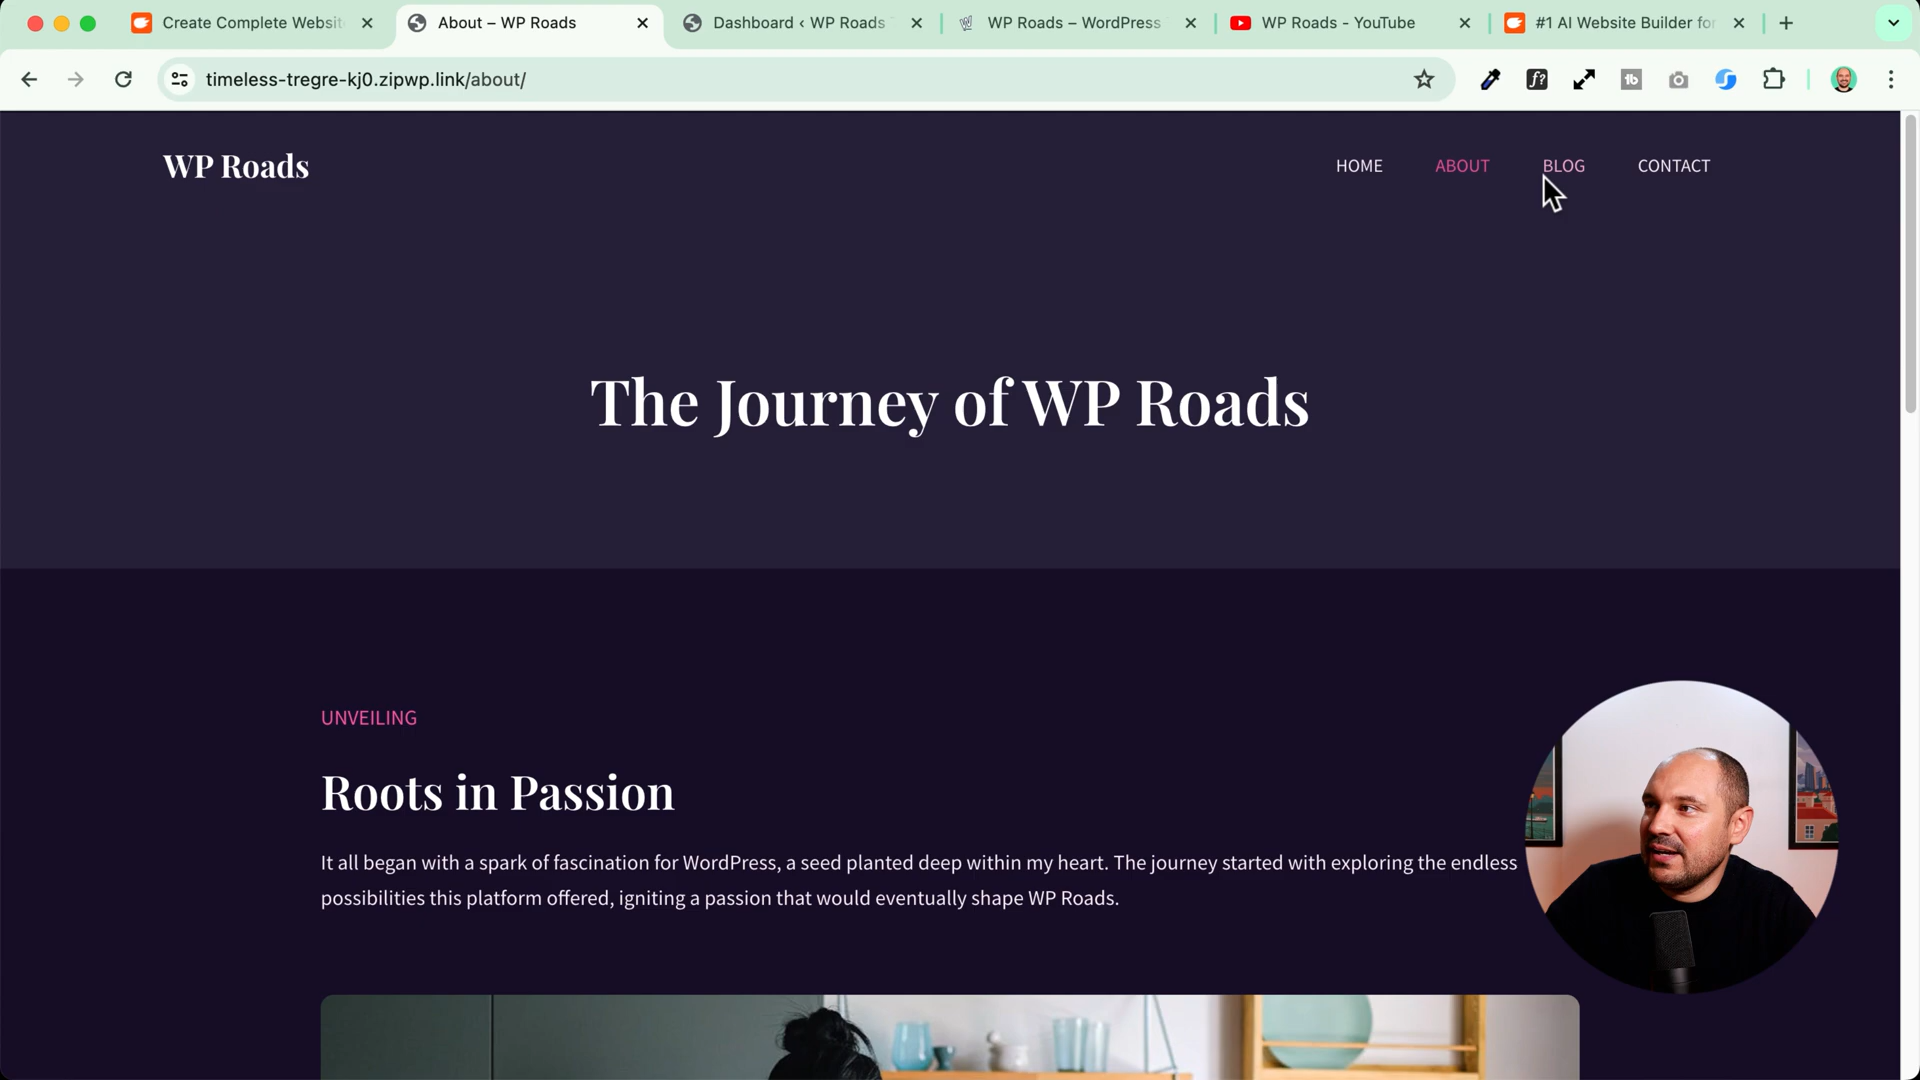 Create Complete Websit
About – WP Roads
Dashboard ‹ WP Roads
WP Roads – WordPress
WP Roads - YouTube
#1 AI Website Builder for
timeless-tregre-kj0.zipwp.link/about/
f?
tb
WP Roads
HOME
ABOUT
BLOG
CONTACT
The Journey of WP Roads
UNVEILING
Roots in Passion
It all began with a spark of fascination for WordPress, a seed planted deep within my heart. The journey started with exploring the endless
possibilities this platform offered, igniting a passion that would eventually shape WP Roads.